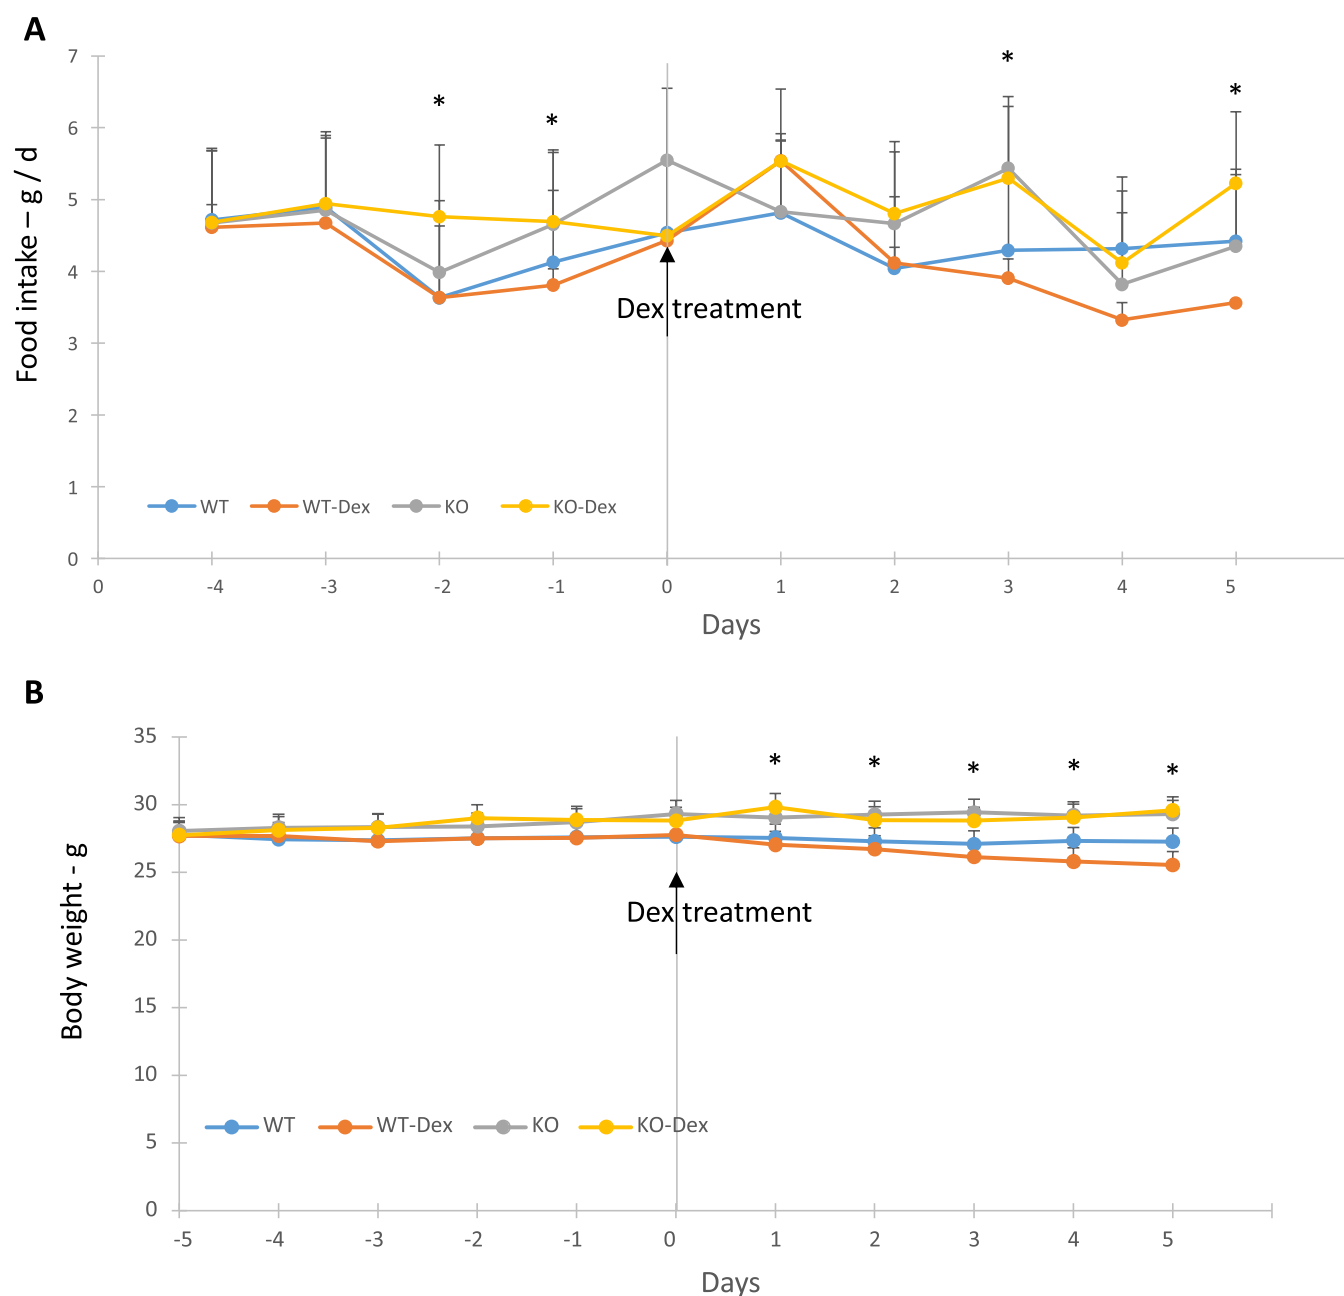 A
7
6
5
4
3
2
1
0
Food intake – g / d
* * * *
Dex treatment
WT WT-Dex KO KO-Dex
0 -4 -3 -2 -1 0 1 2 3 4 5
Days
B
35
30
25
20
15
10
5
0
Body weight - g
* * * * *
Dex treatment
WT WT-Dex KO KO-Dex
-5 -4 -3 -2 -1 0 1 2 3 4 5
Days